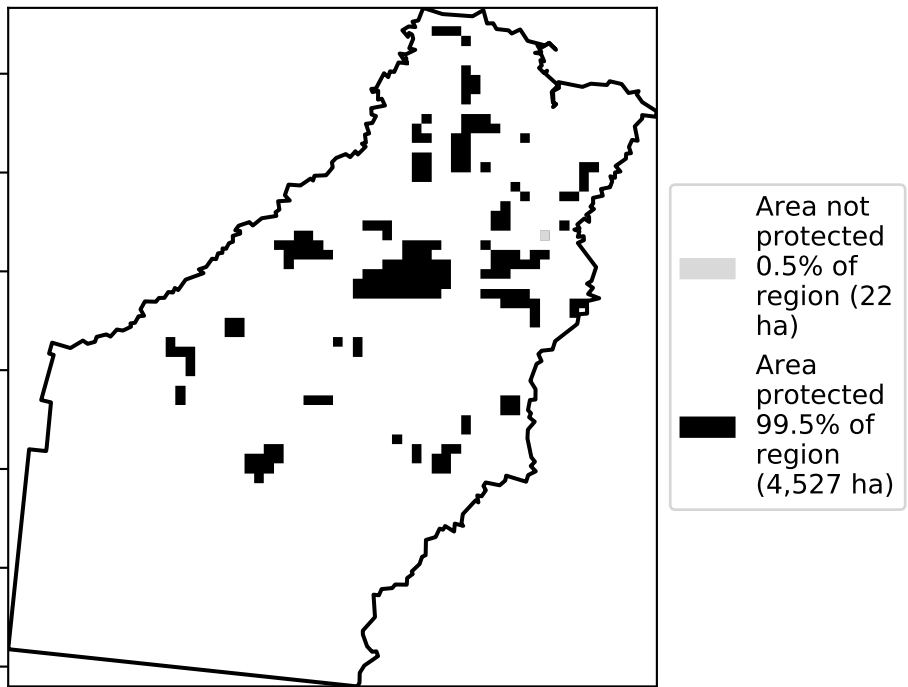 Area not
protected
0.5% of
region (22
ha)
Area
protected
99.5% of
region
(4,527 ha)